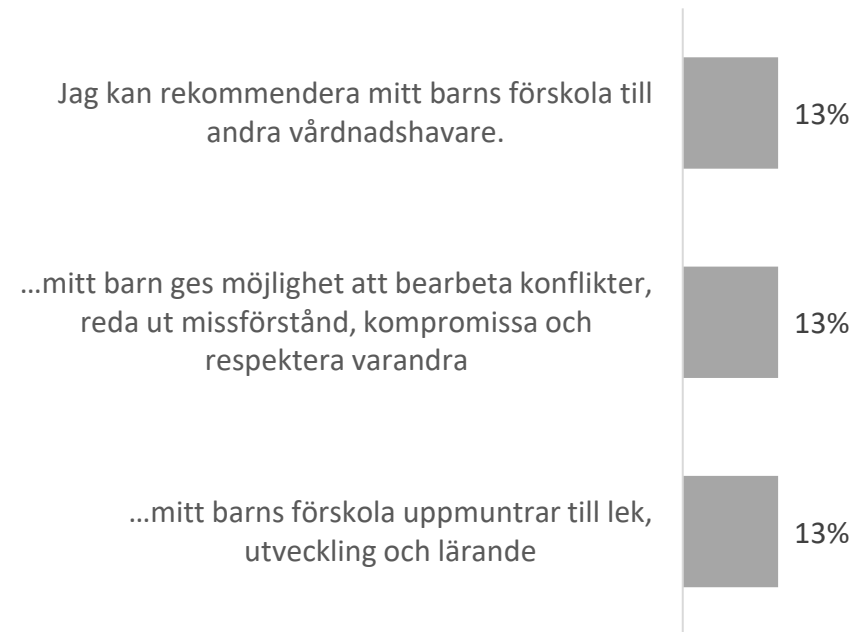 Jag kan rekommendera mitt barns förskola till
andra vårdnadshavare.
13%
...mitt barn ges möjlighet att bearbeta konflikter,
reda ut missförstånd, kompromissa och
respektera varandra
13%
...mitt barns förskola uppmuntrar till lek,
utveckling och lärande
13%